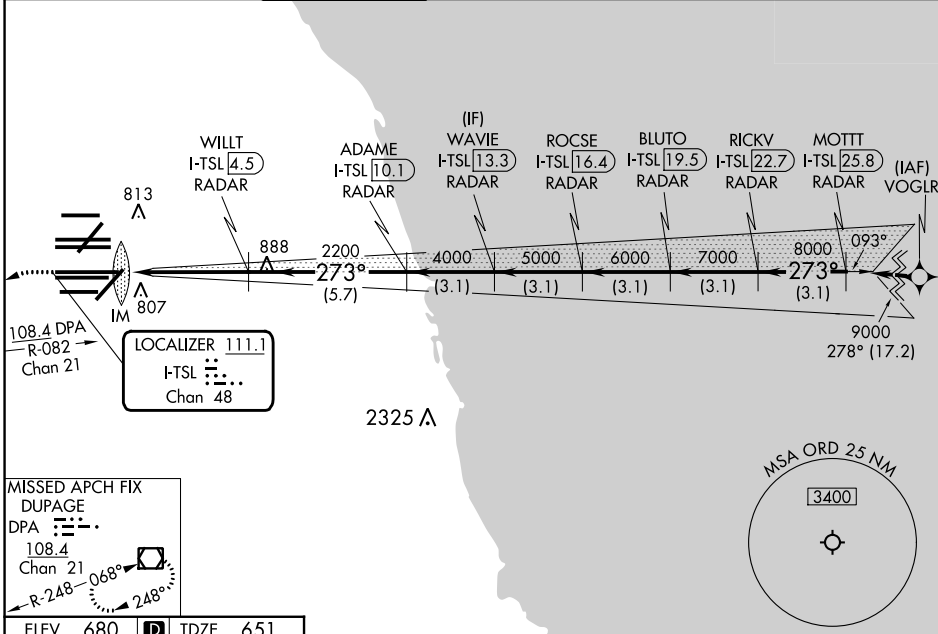 (IF)
WILLT
I-TSL 4.5
RADAR
ADAME
I-TSL 10.1
RADAR
WAVIE
I-TSL 13.3
RADAR
ROCSE
I-TSL 16.4
RADAR
BLUTO
I-TSL 19.5
RADAR
RICKV
I-TSL 22.7
RADAR
MOTTT
I-TSL 25.8
RADAR
(IAF)
VOGLR
813
888
2200
4000
5000
6000
7000
8000
093°
273°
273°
(5.7)
(3.1)
(3.1)
(3.1)
(3.1)
(3.1)
IM
807
9000
278° (17.2)
108.4 DPA
R-082
Chan 21
LOCALIZER 111.1
I-TSL
Chan 48
2325
MSA ORD 25 NM
3400
MISSED APCH FIX
DUPAGE
DPA
108.4
Chan 21
R-248
068°
248°
ELEV 680 D TDZE 651